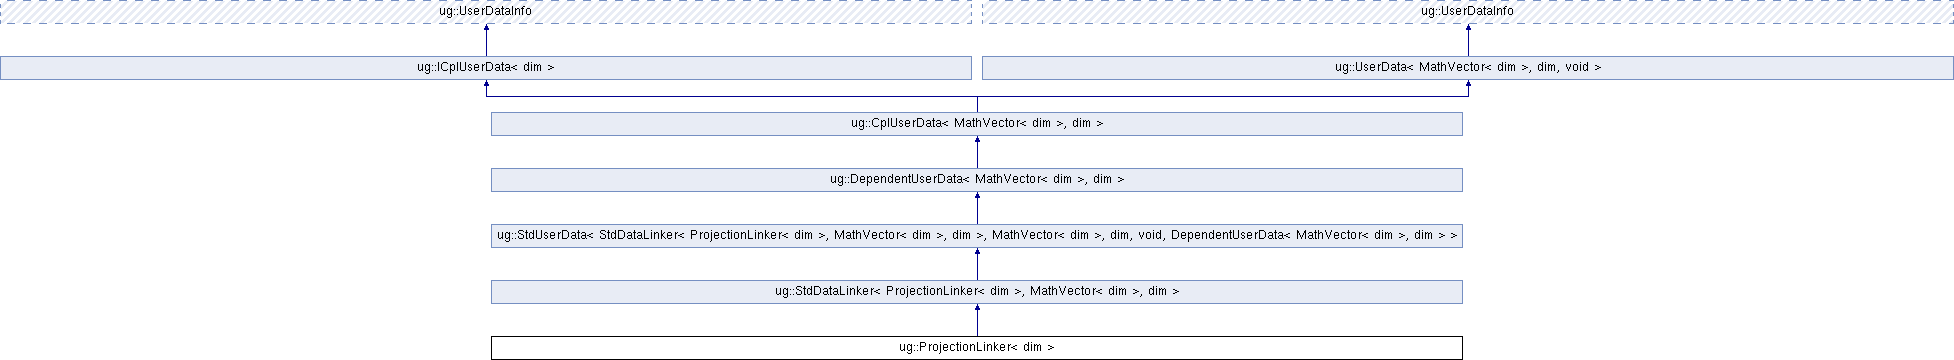 ug::UserDataInfo
ug::UserDataInfo
ug::ICplUserData< dim >
ug::UserData< MathVector< dim >, dim, void >
ug::CplUserData< MathVector< dim >, dim >
ug::DependentUserData< MathVector< dim >, dim >
ug::StdUserData< StdDataLinker< ProjectionLinker< dim >, MathVector< dim >, dim >, MathVector< dim >, dim, void, DependentUserData< MathVector< dim >, dim > >
ug::StdDataLinker< ProjectionLinker< dim >, MathVector< dim >, dim >
ug::ProjectionLinker< dim >